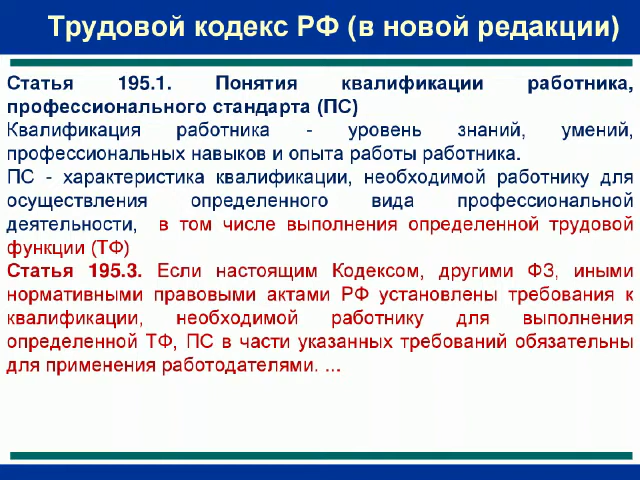 Трудовой кодекс РФ (в новой редакции)
Статья 195.1. Понятия квалификации работника,
профессионального стандарта (ПС)
Квалификация работника - уровень знаний, умений,
профессиональных навыков и опыта работы работника.
ПС - характеристика квалификации, необходимой работнику для
осуществления определенного вида профессиональной
деятельности, в том числе выполнения определенной трудовой
функции (ТФ)
Статья 195.3. Если настоящим Кодексом, другими ФЗ, иными
нормативными правовыми актами РФ установлены требования к
квалификации, необходимой работнику для выполнения
определенной ТФ, ПС в части указанных требований обязательны
для применения работодателями. ...